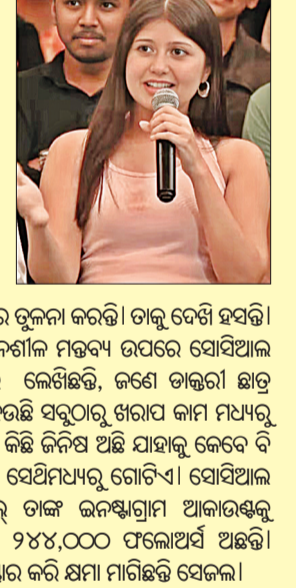 ର ତୁଳନା କରନ୍ତି। ତାକୁ ଦେଖି ହସନ୍ତି।
ନଶୀଳ ମନ୍ତବ୍ୟ ଉପରେ ସୋସିଆଲ
ଲେଖିଛନ୍ତି, ଜଣେ ଡାକ୍ତରୀ ଛାତ୍ର
ଉଛି ସବୁଠାରୁ ଖରାପ କାମ ମଧ୍ୟରୁ
କିଛି ଜିନିଷ ଅଛି ଯାହାକୁ କେବେ ବି
ସେଥିମଧ୍ୟରୁ ଗୋଟିଏ। ସୋସିଆଲ
ତାଙ୍କ ଇନଷ୍ଟାଗ୍ରାମ ଆକାଉଣ୍ଟକୁ
୨୪୪,୦୦୦ ଫଲୋଅର୍ସ ଅଛନ୍ତି।
ର କରି କ୍ଷମା ମାଗିଛନ୍ତି ସେଜଲ।